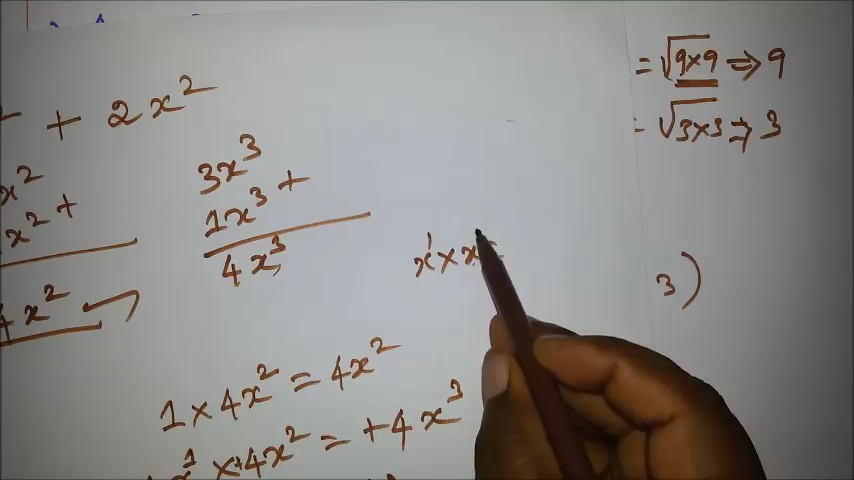 + 2x²
x² 
x² +
4x²
3x³
1x³ +
4x³
x¹ × x
1 × 4x² = 4x²
x¹ × +4x² = +4x³
= √9×9 ⇒ 9
= √3×3 ⇒ 3
3)